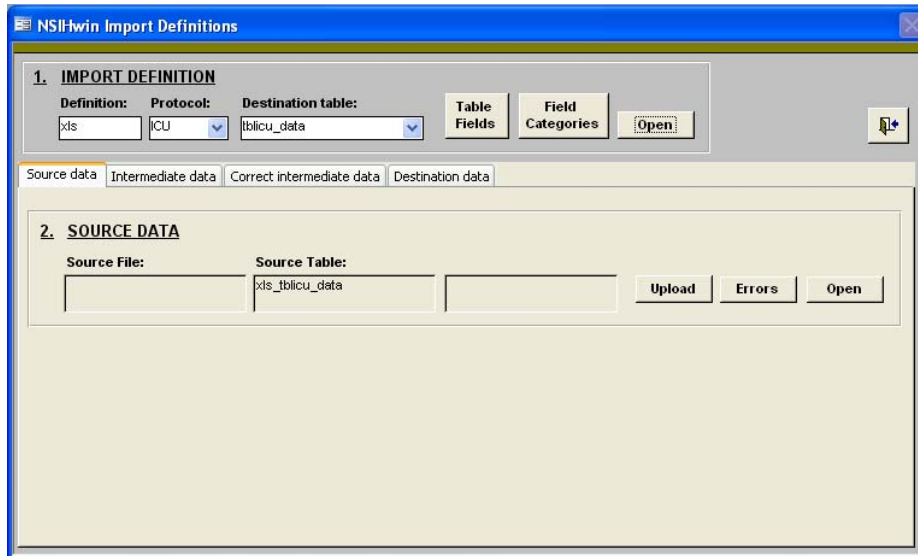 NSIHwin Import Definitions
1. IMPORT DEFINITION
Definition: Protocol: Destination table:
xls ICU tblicu_data
Table Fields
Field Categories
Open
Source data Intermediate data Correct intermediate data Destination data
2. SOURCE DATA
Source File: Source Table:
xls_tblicu_data
Upload Errors Open